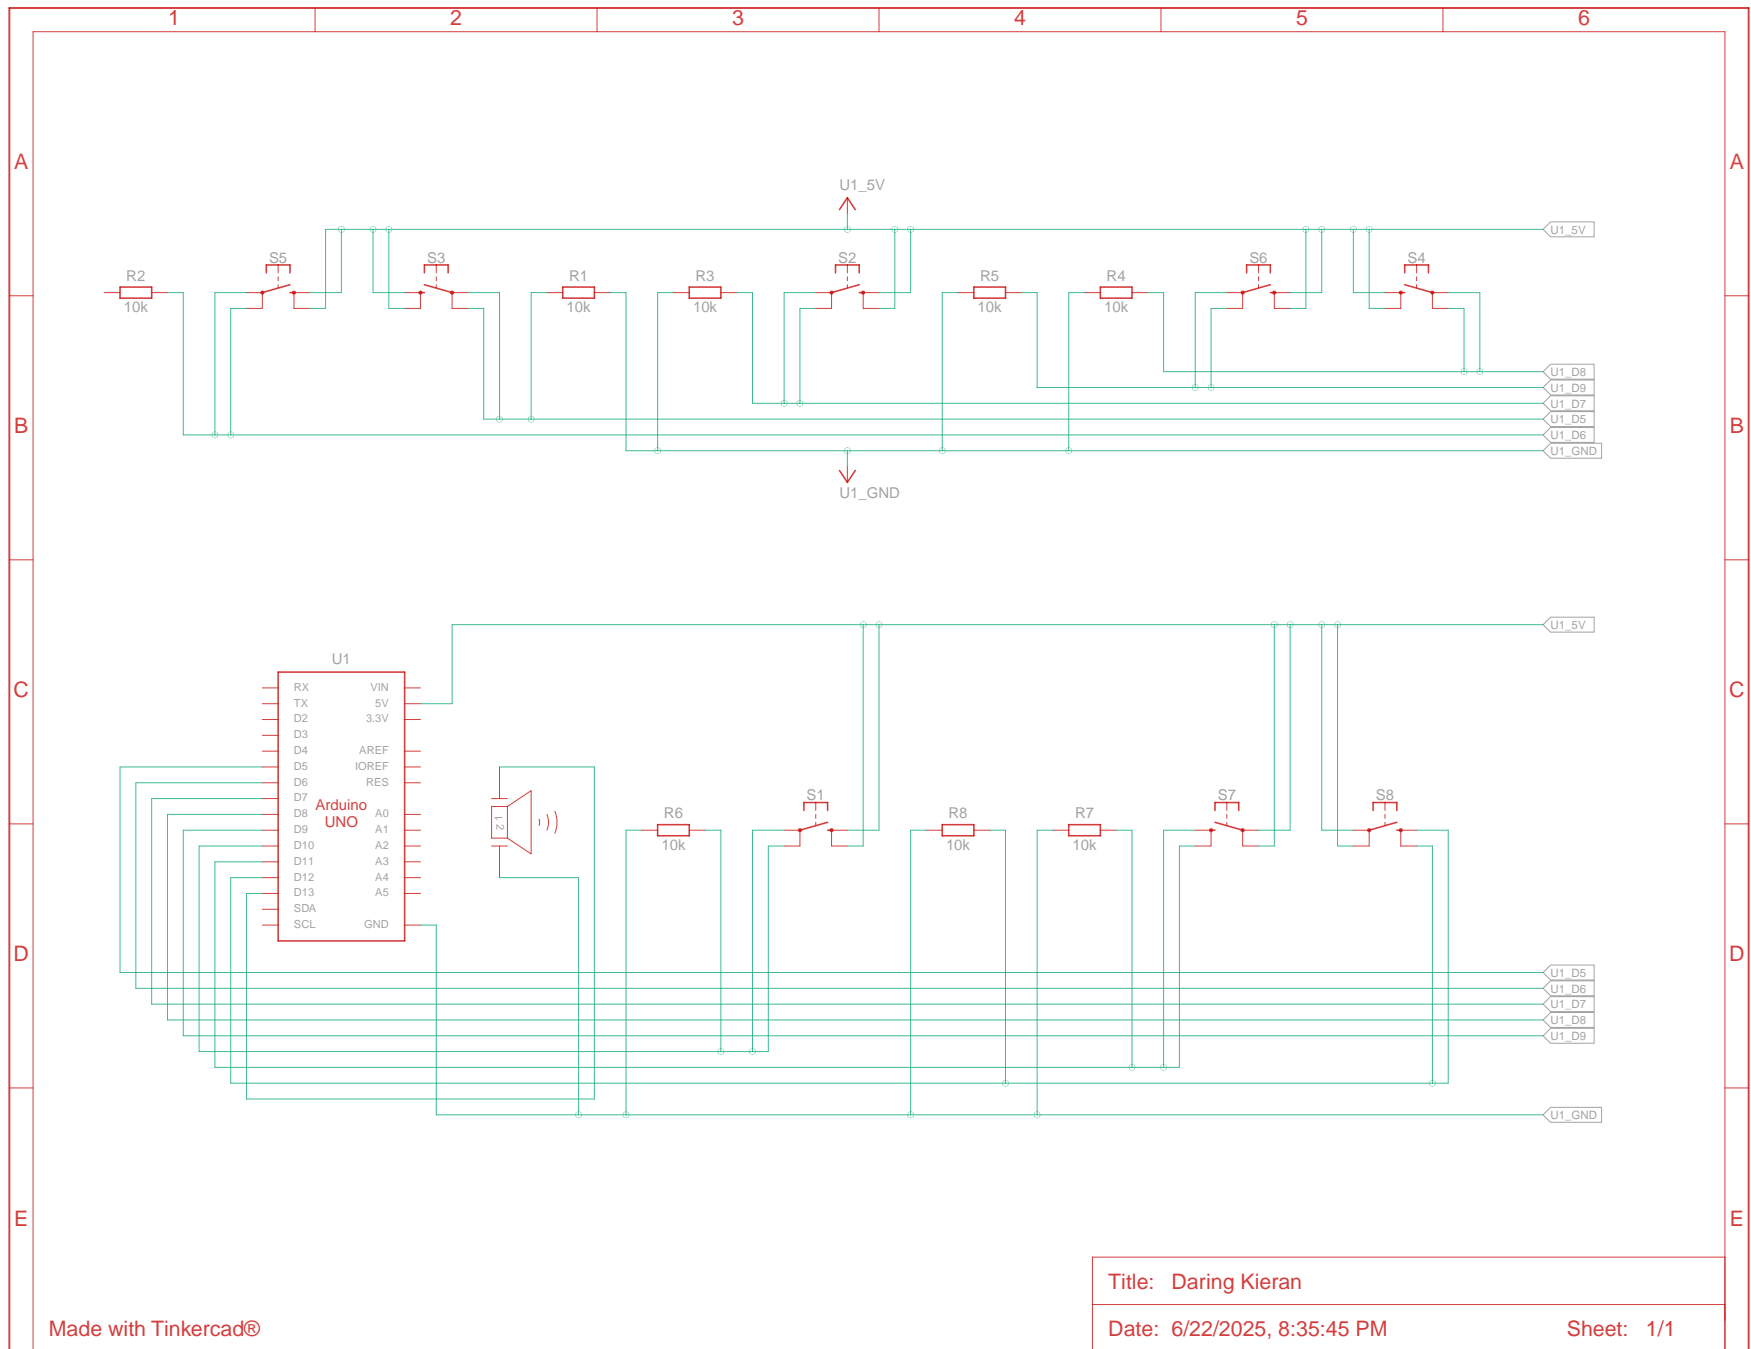 1 2 3 4 5 6
A A
U1_5V
U1_5V
S5 S3 S2 S6 S4
R2 R1 R3 R5 R4
10k 10k 10k 10k 10k
U1_D8
U1_D9
U1_D7
B B
U1_D5
U1_D6
U1_GND
U1_GND
U1_5V
U1
C C
RX VIN
TX 5V
D2 3.3V
D3
D4 AREF
D5 IOREF
D6 RES
D7
Arduino
UNO
D8 A0
D9 A1
D10 A2
D11 A3
D12 A4
D13 A5
SDA
SCL GND
1 2
S1 S7 S8
R6 R8 R7
10k 10k 10k
D D
U1_D5
U1_D6
U1_D7
U1_D8
U1_D9
U1_GND
E E
Title: Daring Kieran
Made with Tinkercad®
Date: 6/22/2025, 8:35:45 PM Sheet: 1/1